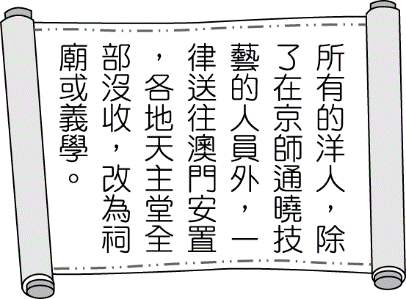 所有的洋人，除
了在京師通曉技
藝的人員外，一
律送往澳門安置
，各地天主堂全
部沒收，改為祠
廟或義學。